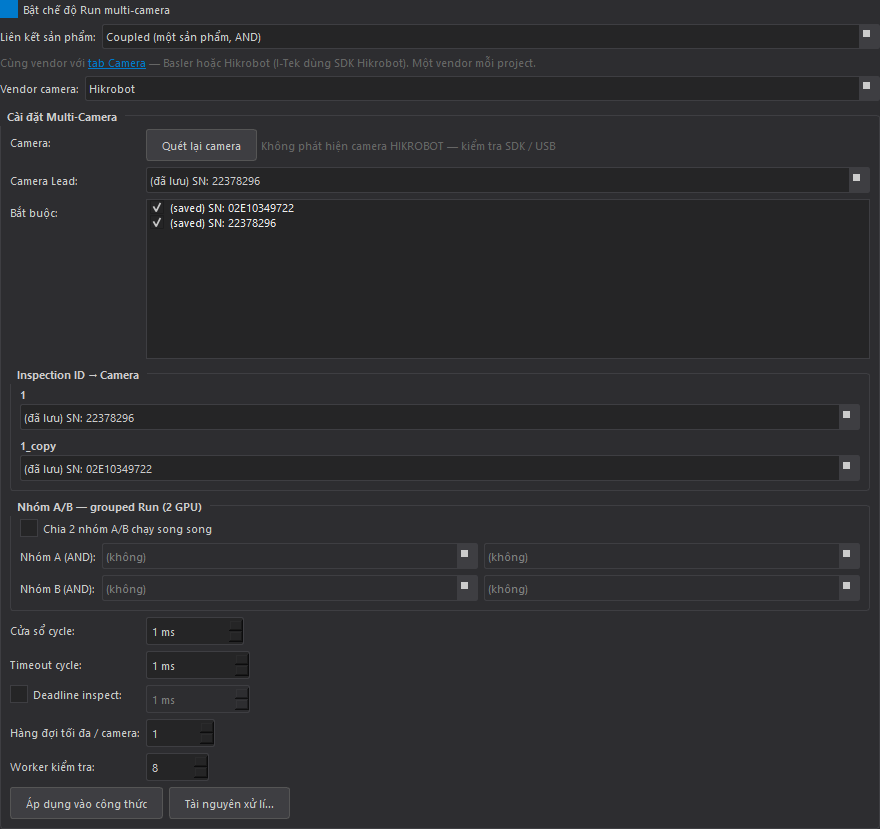 Bật chế độ Run multi-camera
Liên kết sản phẩm: Coupled (một sản phẩm, AND)
Cùng vendor với tab Camera — Basler hoặc Hikrobot (I-Tek dùng SDK Hikrobot). Một vendor mỗi project.
Vendor camera: Hikrobot
Cài đặt Multi-Camera
Camera: Quét lại camera Không phát hiện camera HIKROBOT — kiểm tra SDK / USB
Camera Lead: (đã lưu) SN: 22378296
Bắt buộc: (saved) SN: 02E10349722
(saved) SN: 22378296
Inspection ID → Camera
1
(đã lưu) SN: 22378296
1_copy
(đã lưu) SN: 02E10349722
Nhóm A/B — grouped Run (2 GPU)
Chia 2 nhóm A/B chạy song song
Nhóm A (AND): (không) (không)
Nhóm B (AND): (không) (không)
Cửa sổ cycle: 1 ms
Timeout cycle: 1 ms
Deadline inspect: 1 ms
Hàng đợi tối đa / camera: 1
Worker kiểm tra: 8
Áp dụng vào công thức Tài nguyên xử lí...